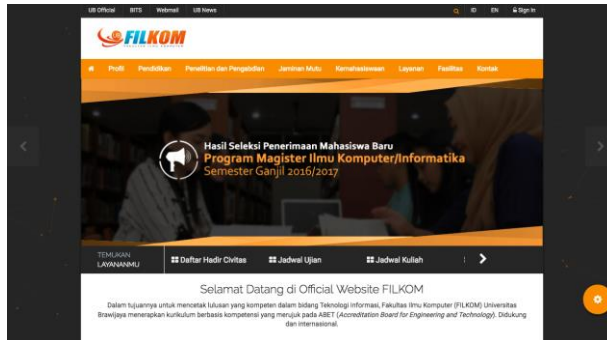 UB Official BITS Webmail UB News ID EN Sign In
FILKOM
Profil Pendidikan Penelitian dan Pengabdian Jaminan Mutu Kemahasiswaan Layanan Fasilitas Kontak
Hasil Seleksi Penerimaan Mahasiswa Baru
Program Magister Ilmu Komputer/Informatika
Semester Ganjil 2016/2017
TEMUKAN
LAYANANMU
Daftar Hadir Civitas Jadwal Ujian Jadwal Kuliah
Selamat Datang di Official Website FILKOM
Dalam tujuannya untuk mencetak lulusan yang kompeten dalam bidang Teknologi Informasi, Fakultas Ilmu Komputer (FILKOM) Universitas
Brawijaya menerapkan kurikulum berbasis kompetensi yang merujuk pada ABET (Accreditation Board for Engineering and Technology). Didukung
dan internasional.